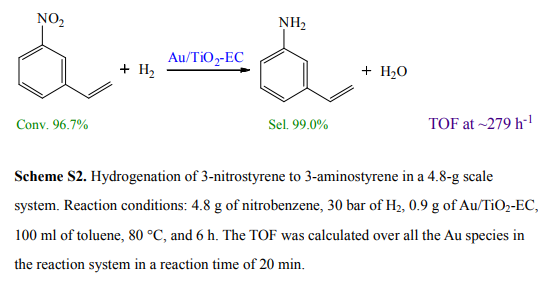 NO₂ NH₂
+ H₂ Au/TiO₂-EC + H₂O
Conv. 96.7% Sel. 99.0% TOF at ~279 h⁻¹
Scheme S2. Hydrogenation of 3-nitrostyrene to 3-aminostyrene in a 4.8-g scale
system. Reaction conditions: 4.8 g of nitrobenzene, 30 bar of H₂, 0.9 g of Au/TiO₂-EC,
100 ml of toluene, 80 °C, and 6 h. The TOF was calculated over all the Au species in
the reaction system in a reaction time of 20 min.